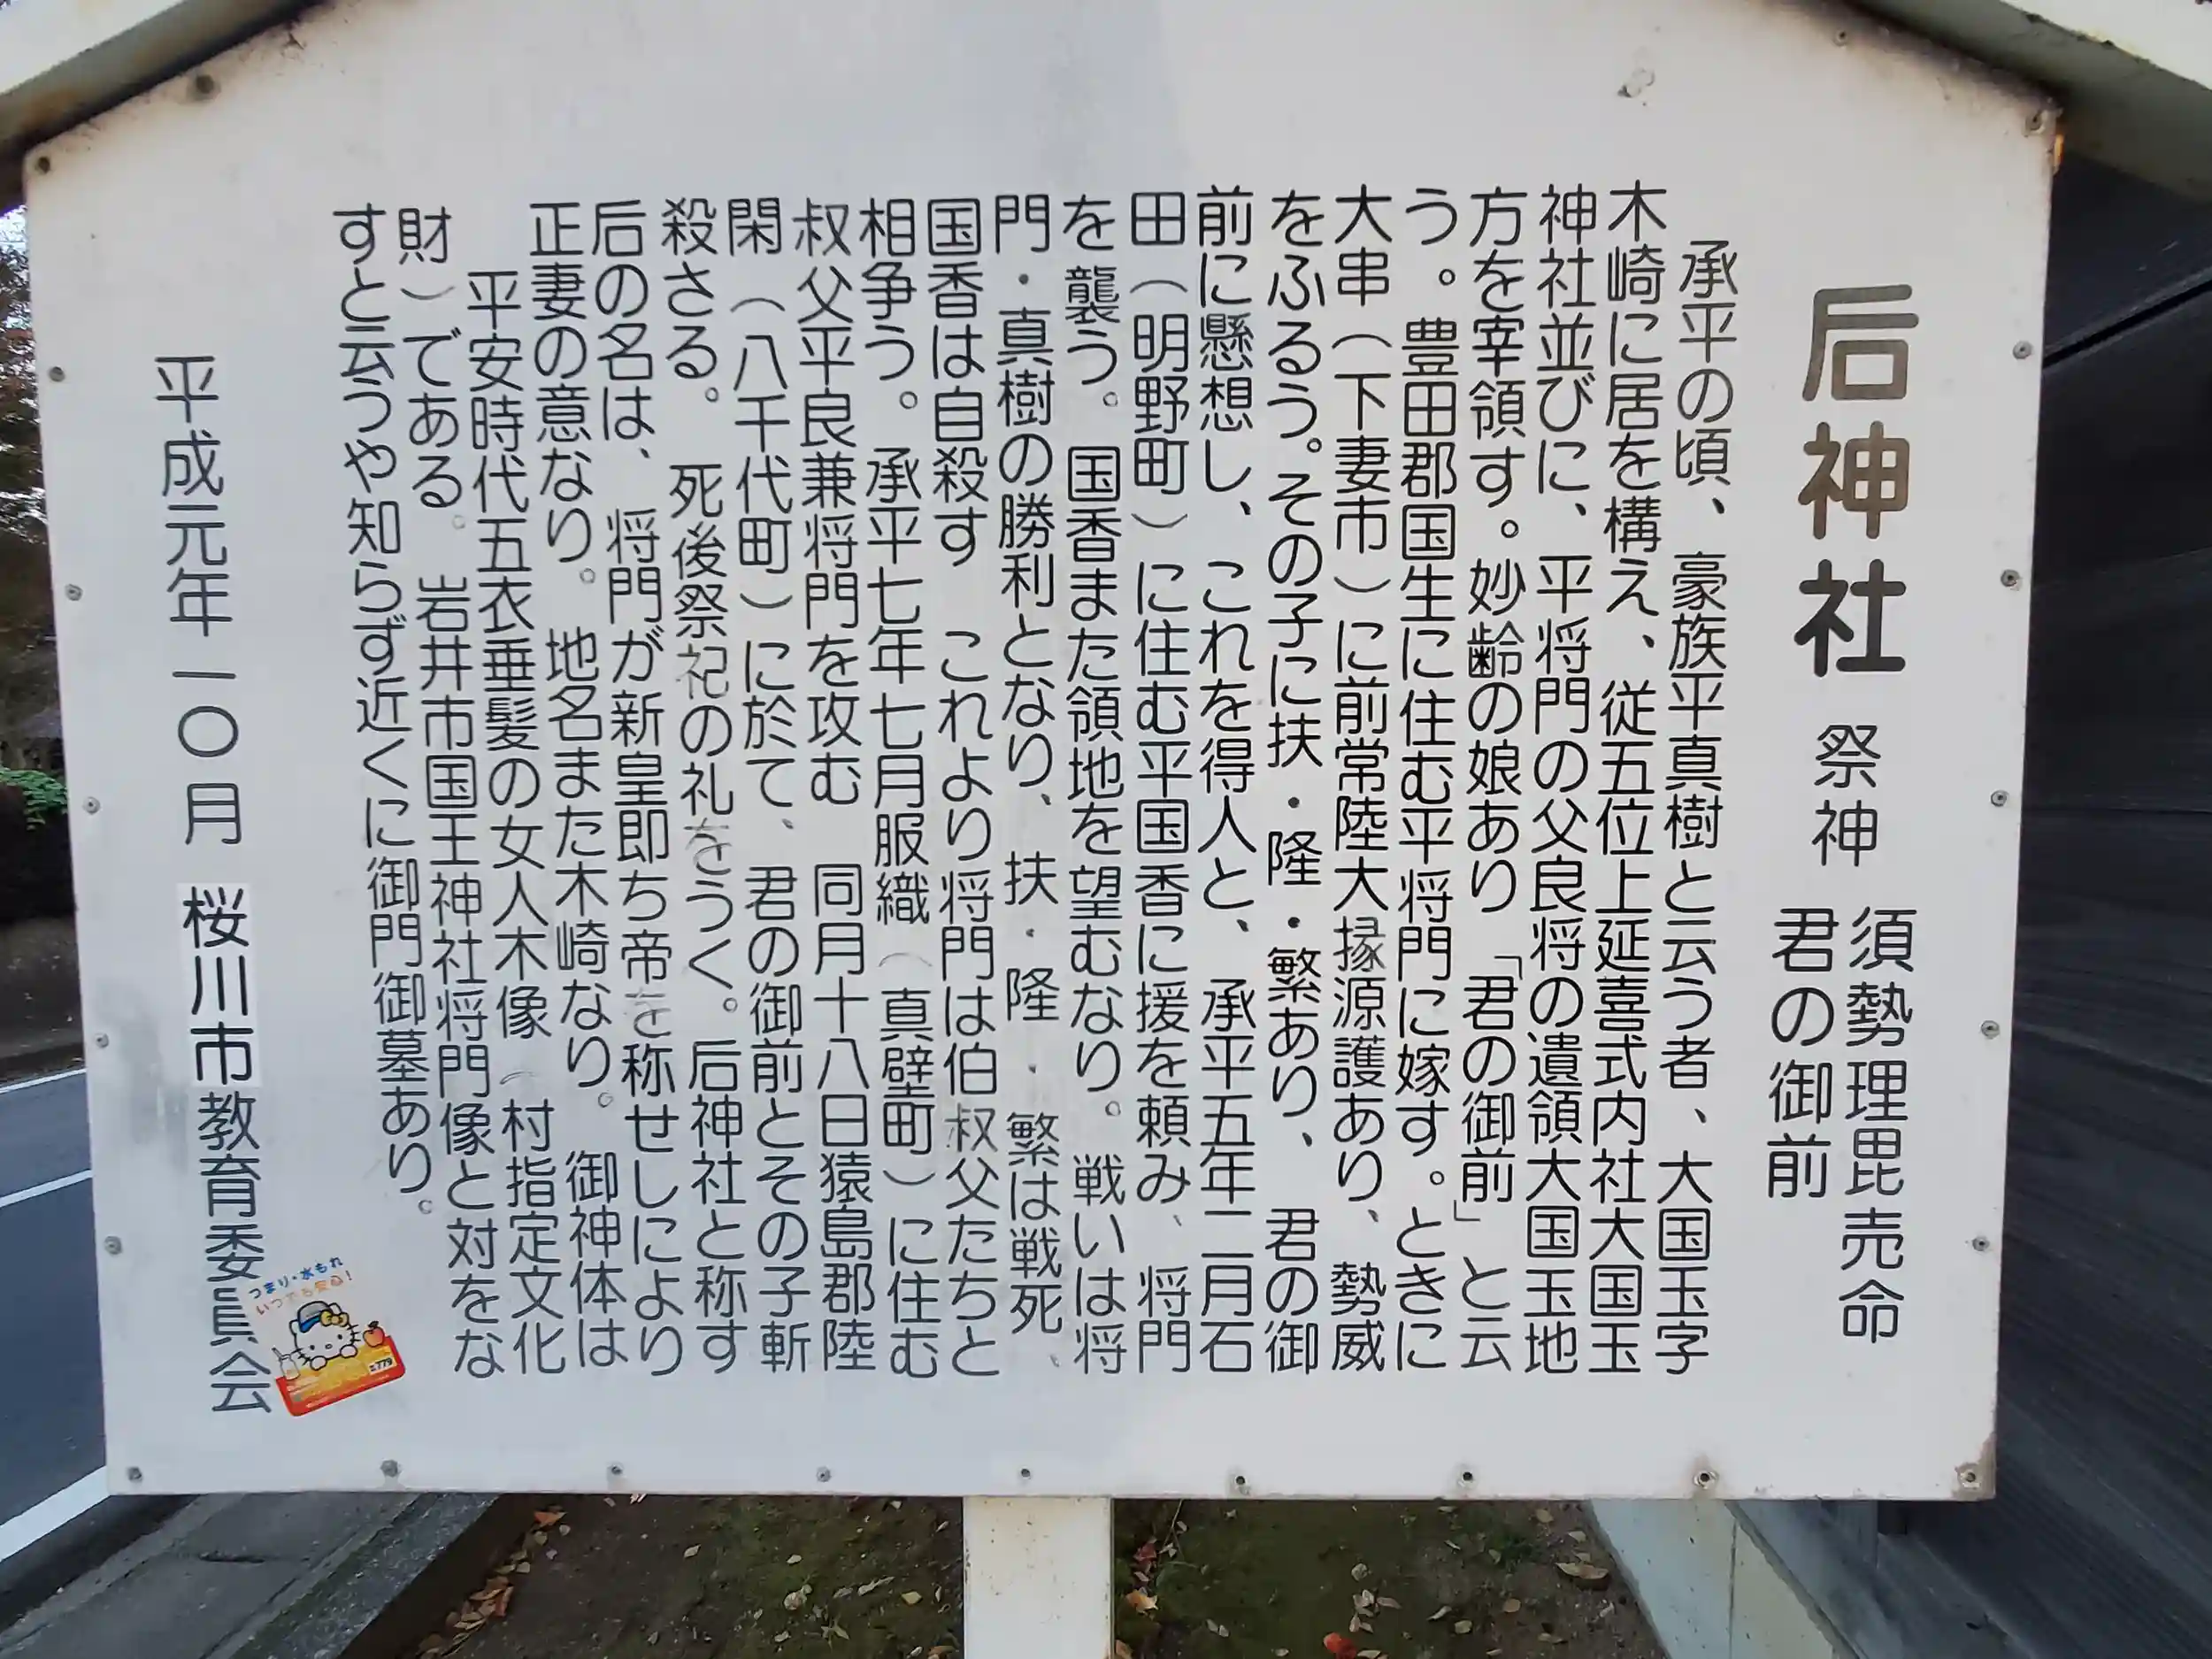 后神社 祭神 須勢理毘売命
君の御前
承平の頃、豪族平真樹と云う者、大国玉字
木崎に居を構え、従五位上延喜式内社大国玉
神社並びに、平将門の父良将の遺領大国玉地
方を宰領す。妙齢の娘あり「君の御前」と云
う。豊田郡国生に住む平将門に嫁す。ときに
大串(下妻市)に前常陸大掾源護あり、勢威
をふるう。その子に扶・隆・繁あり、君の御
前に懸想し、これを得人と、承平五年二月石
田(明野町)に住む平国香に援を頼み、将門
を襲う。国香また領地を望むなり。戦いは将
門・真樹の勝利となり、扶・隆・繁は戦死、
国香は自殺す これより将門は伯叔父たちと
相争う。承平七年七月服織(真壁町)に住む
叔父平良兼将門を攻む 同月十八日猿島郡陸
閑(八千代町)に於て、君の御前とその子斬
殺さる。死後祭祀の礼をうく。后神社と称す
后の名は、将門が新皇即ち帝を称せしにより
正妻の意なり。地名また木崎なり。御神体は
平安時代五衣垂髪の女人木像(村指定文化
財)である。岩井市国王神社将門像と対をな
すと云うや知らず近くに御門御墓あり。
平成元年一〇月 桜川市教育委員会
つまり・水もれ
いつでも安心!